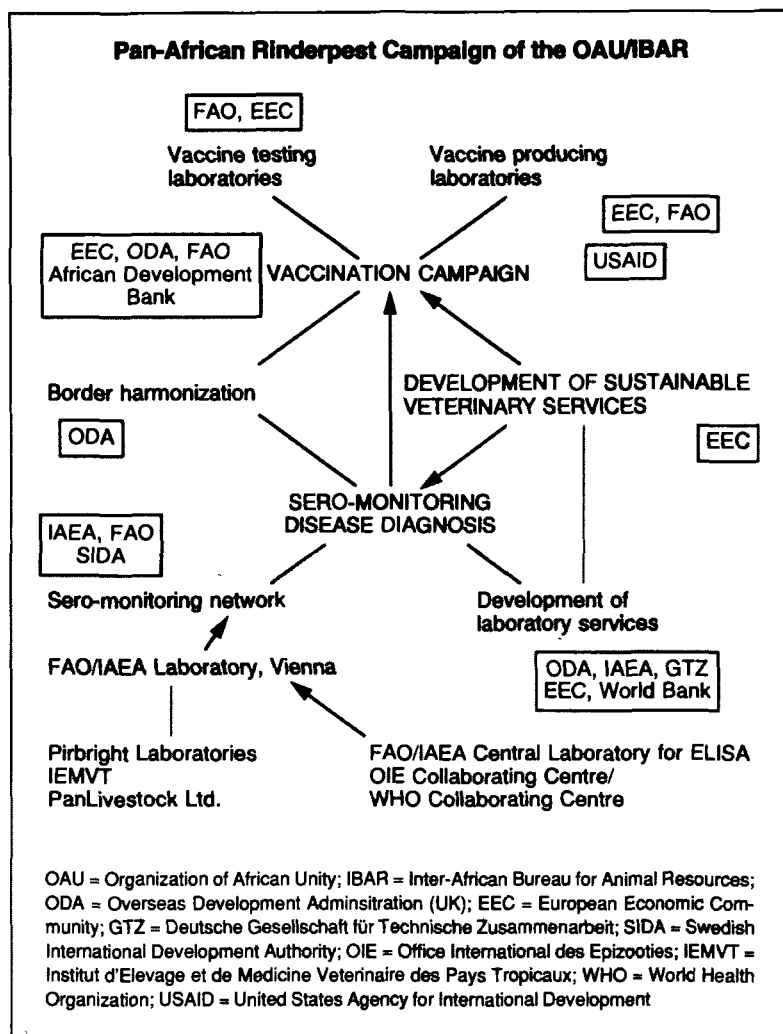 Pan-African Rinderpest Campaign of the OAU/IBAR
FAO, EEC
Vaccine testing
laboratories
Vaccine producing
laboratories
EEC, FAO
USAID
EEC, ODA, FAO
African Development
Bank
VACCINATION CAMPAIGN
Border harmonization
ODA
DEVELOPMENT OF SUSTAINABLE
VETERINARY SERVICES
EEC
SERO-MONITORING
DISEASE DIAGNOSIS
IAEA, FAO
SIDA
Sero-monitoring network
Development of
laboratory services
FAO/IAEA Laboratory, Vienna
ODA, IAEA, GTZ
EEC, World Bank
Pirbright Laboratories
IEMVT
PanLivestock Ltd.
FAO/IAEA Central Laboratory for ELISA
OIE Collaborating Centre/
WHO Collaborating Centre
OAU = Organization of African Unity; IBAR = Inter-African Bureau for Animal Resources;
ODA = Overseas Development Adminsitration (UK); EEC = European Economic Com-
munity; GTZ = Deutsche Gesellschaft für Technische Zusammenarbeit; SIDA = Swedish
International Development Authority; OIE = Office International des Epizooties; IEMVT =
Institut d'Elevage et de Medicine Veterinaire des Pays Tropicaux; WHO = World Health
Organization; USAID = United States Agency for International Development